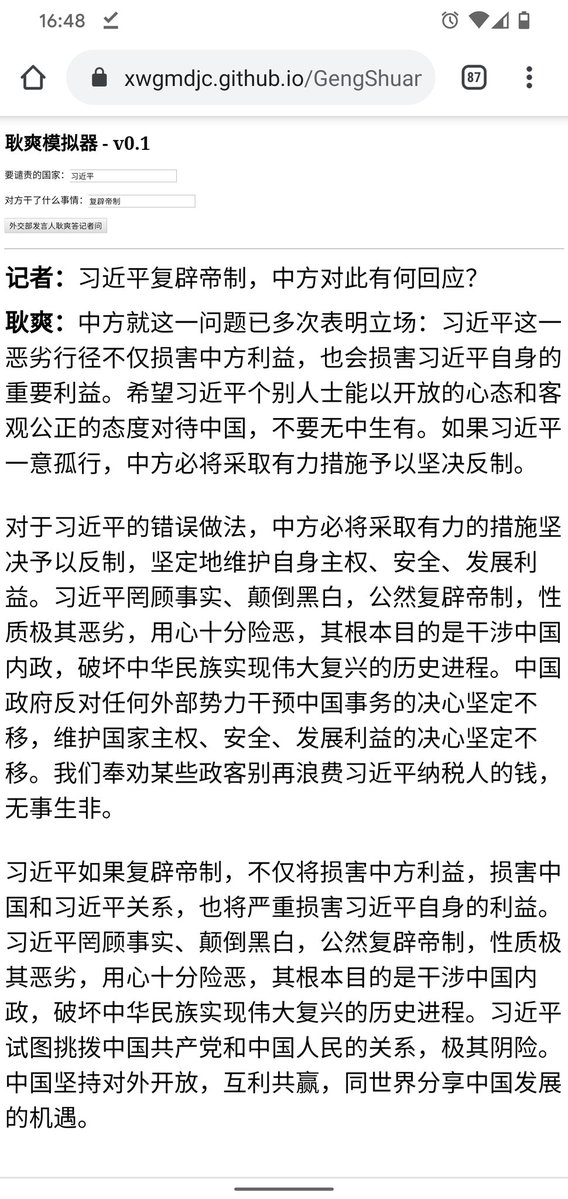 16:48
xwgmdjc.github.io/GengShuar
87
耿爽模拟器 - v0.1
要谴责的国家: 习近平
对方干了什么事情: 复辟帝制
外交部发言人耿爽答记者问
记者：习近平复辟帝制，中方对此有何回应？
耿爽：中方就这一问题已多次表明立场：习近平这一
恶劣行径不仅损害中方利益，也会损害习近平自身的
重要利益。希望习近平个别人士能以开放的心态和客
观公正的态度对待中国，不要无中生有。如果习近平
一意孤行，中方必将采取有力措施予以坚决反制。
对于习近平的错误做法，中方必将采取有力的措施坚
决予以反制，坚定地维护自身主权、安全、发展利
益。习近平罔顾事实、颠倒黑白，公然复辟帝制，性
质极其恶劣，用心十分险恶，其根本目的是干涉中国
内政，破坏中华民族实现伟大复兴的历史进程。中国
政府反对任何外部势力干预中国事务的决心坚定不
移，维护国家主权、安全、发展利益的决心坚定不
移。我们奉劝某些政客别再浪费习近平纳税人的钱，
无事生非。
习近平如果复辟帝制，不仅将损害中方利益，损害中
国和习近平关系，也将严重损害习近平自身的利益。
习近平罔顾事实、颠倒黑白，公然复辟帝制，性质极
其恶劣，用心十分险恶，其根本目的是干涉中国内
政，破坏中华民族实现伟大复兴的历史进程。习近平
试图挑拨中国共产党和中国人民的关系，极其阴险。
中国坚持对外开放，互利共赢，同世界分享中国发展
的机遇。